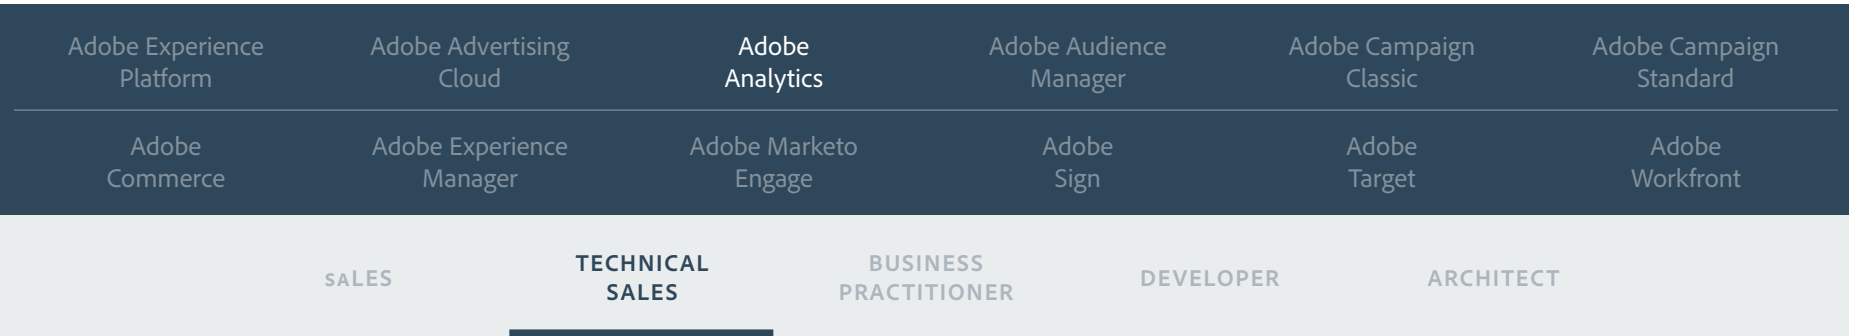 Adobe Experience Platform
Adobe Advertising Cloud
Adobe Analytics
Adobe Audience Manager
Adobe Campaign Classic
Adobe Campaign Standard
Adobe Commerce
Adobe Experience Manager
Adobe Marketo Engage
Adobe Sign
Adobe Target
Adobe Workfront
SALES
TECHNICAL SALES
BUSINESS PRACTITIONER
DEVELOPER
ARCHITECT